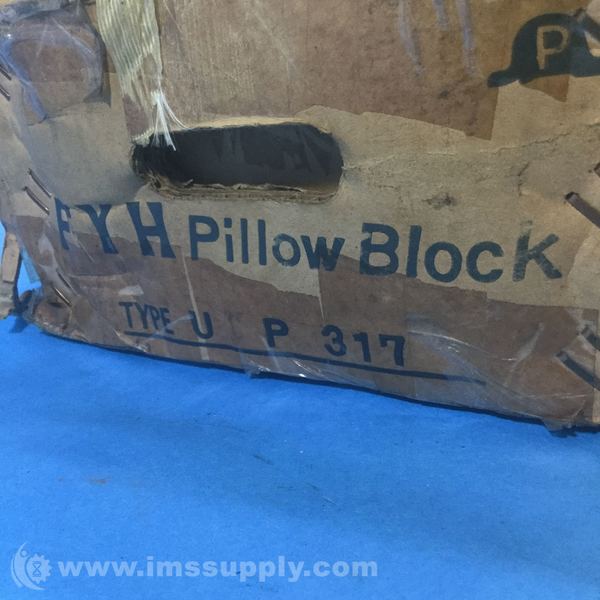 P
FYH Pillow Block
TYPE U P 317
www.imssupply.com